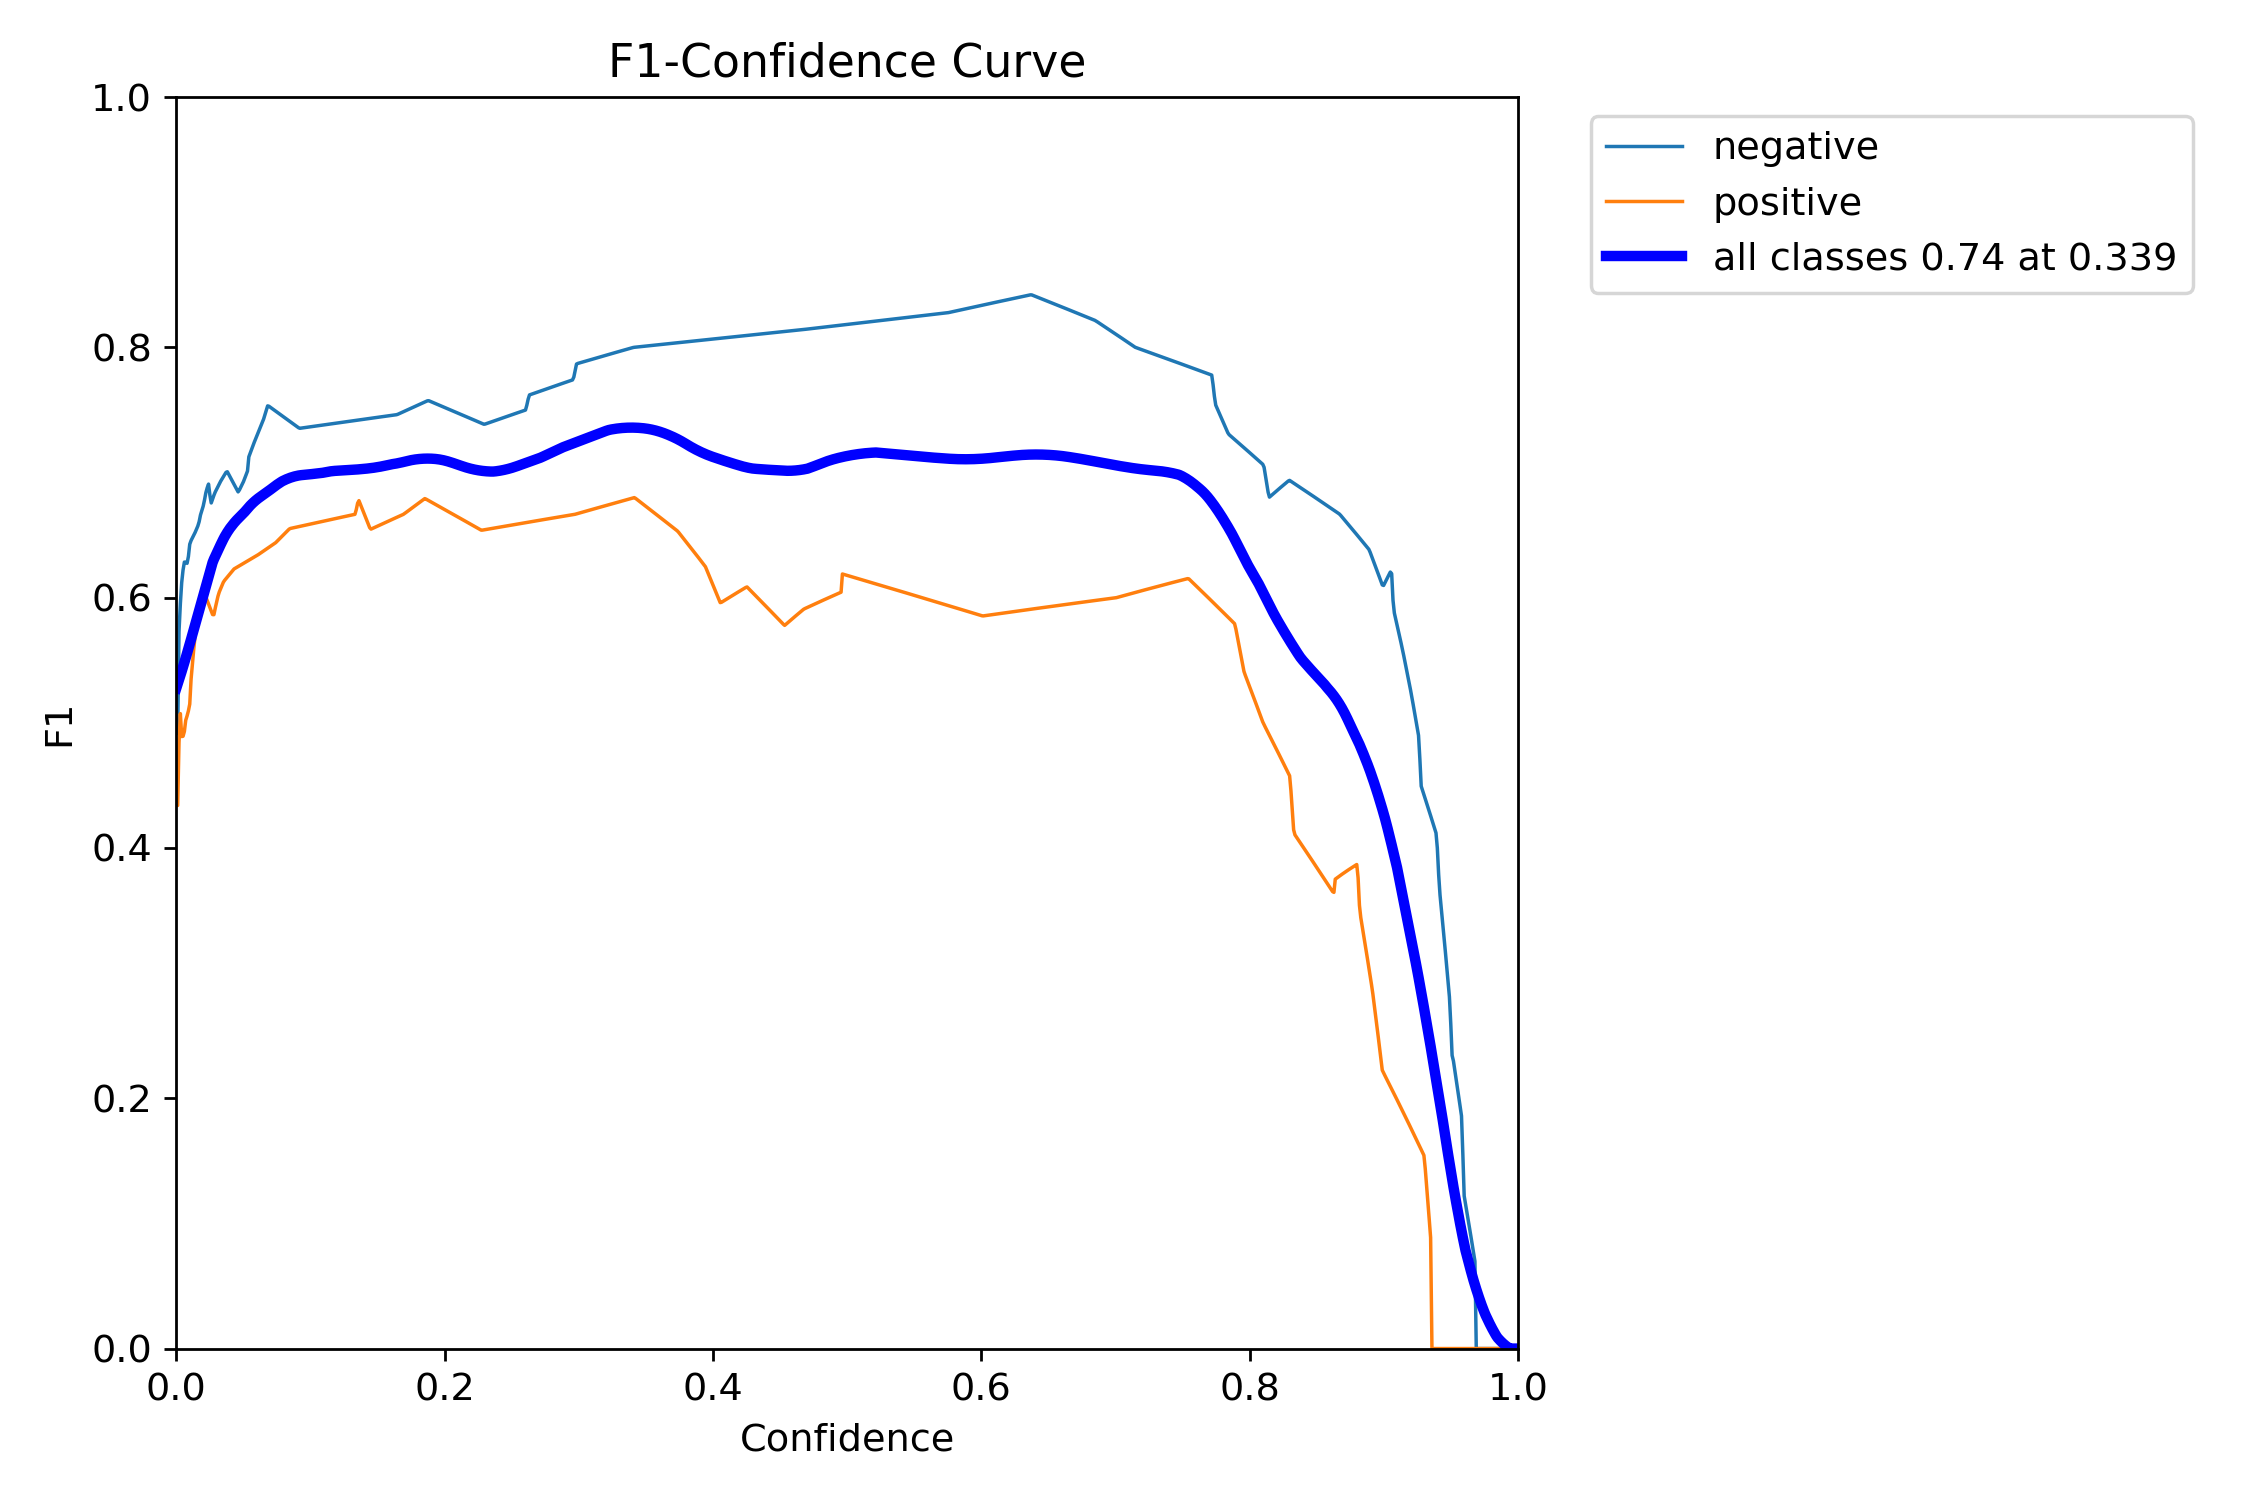 F1-Confidence Curve
1.0
0.8
0.6
0.4
0.2
0.0
F1
0.0 0.2 0.4 0.6 0.8 1.0
Confidence
negative
positive
all classes 0.74 at 0.339